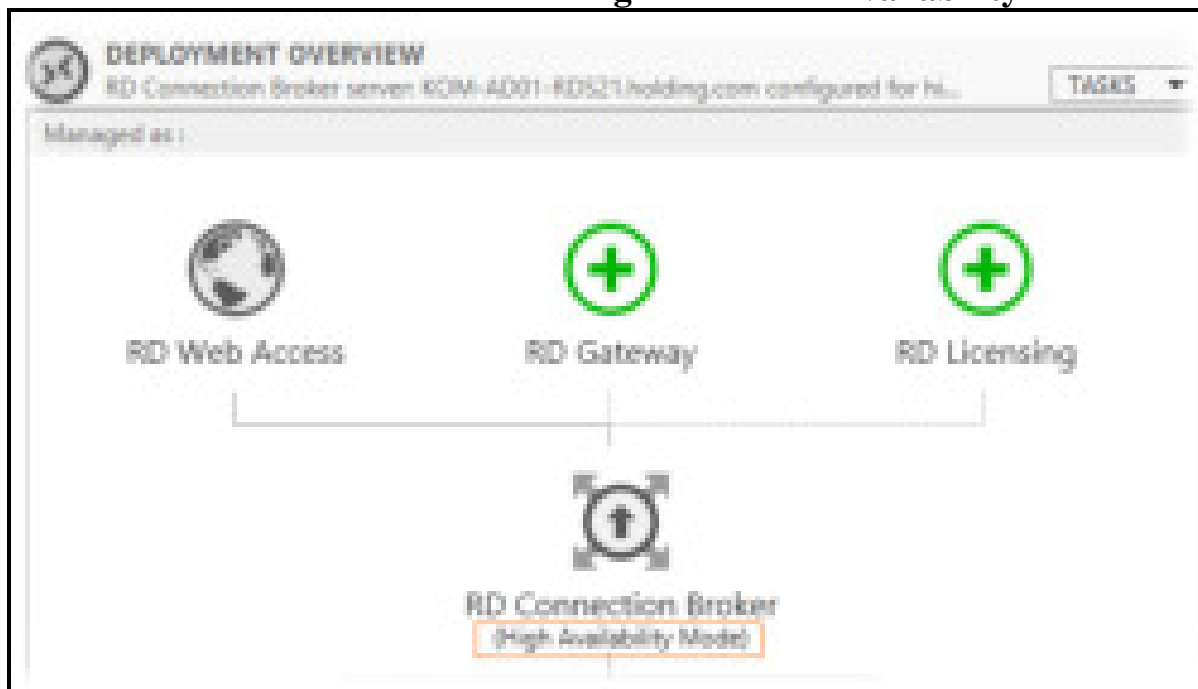 DEPLOYMENT OVERVIEW
RD Connection Broker server: KOM-AD01-RDS21.holding.com configured for hi...
TASKS
Managed as :
RD Web Access
RD Gateway
RD Licensing
RD Connection Broker
(High Availability Mode)